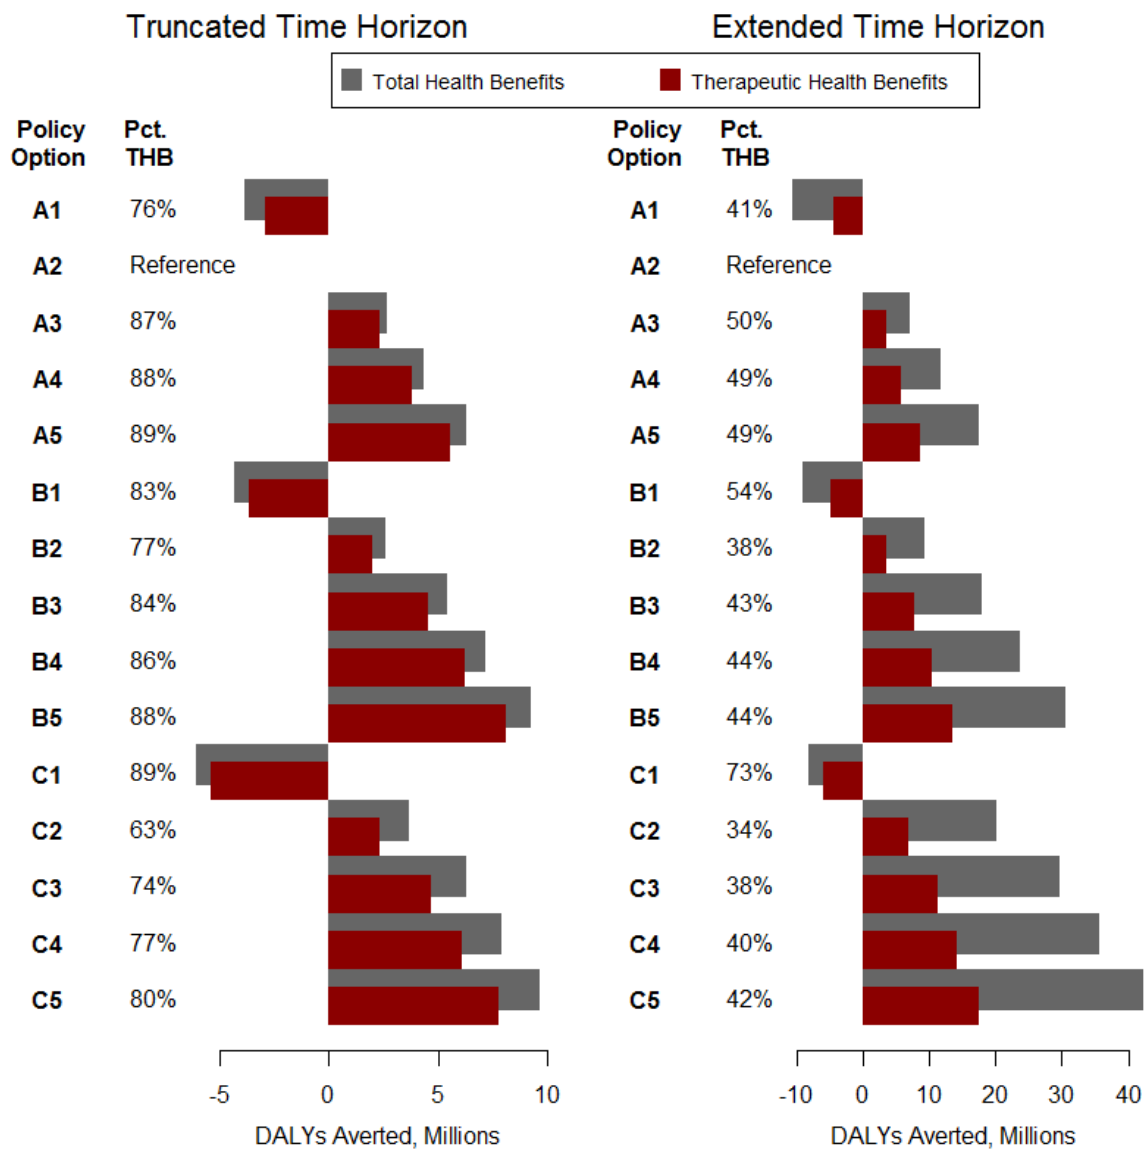 Truncated Time Horizon
Extended Time Horizon
Total Health Benefits
Therapeutic Health Benefits
Policy Option
Pct. THB
A1 76%
A2 Reference
A3 87%
A4 88%
A5 89%
B1 83%
B2 77%
B3 84%
B4 86%
B5 88%
C1 89%
C2 63%
C3 74%
C4 77%
C5 80%
-5 0 5 10
DALYs Averted, Millions
Policy Option
Pct. THB
A1 41%
A2 Reference
A3 50%
A4 49%
A5 49%
B1 54%
B2 38%
B3 43%
B4 44%
B5 44%
C1 73%
C2 34%
C3 38%
C4 40%
C5 42%
-10 0 10 20 30 40
DALYs Averted, Millions